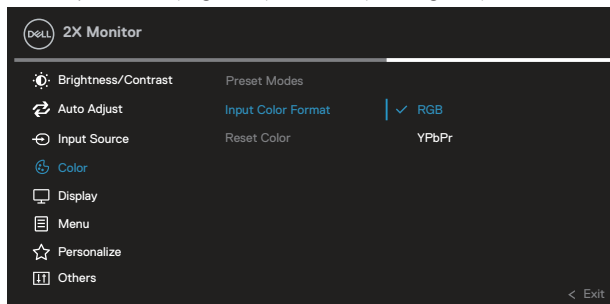 DELL 2X Monitor
Brightness/Contrast Preset Modes
Auto Adjust Input Color Format RGB
Input Source Reset Color YPbPr
Color
Display
Menu
Personalize
Others
< Exit